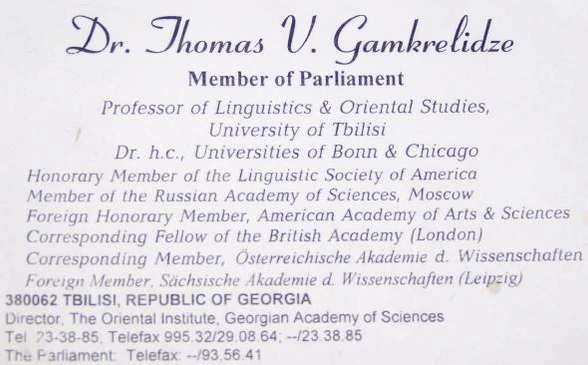 Dr. Thomas V. Gamkrelidze
Member of Parliament
Professor of Linguistics & Oriental Studies,
University of Tbilisi
Dr. h.c., Universities of Bonn & Chicago
Honorary Member of the Linguistic Society of America
Member of the Russian Academy of Sciences, Moscow
Foreign Honorary Member, American Academy of Arts & Sciences
Corresponding Fellow of the British Academy (London)
Corresponding Member, Österreichische Akademie d. Wissenschaften
Foreign Member, Sächsische Akademie d. Wissenschaften (Leipzig)
380062 TBILISI, REPUBLIC OF GEORGIA
Director, The Oriental Institute, Georgian Academy of Sciences
Tel. 23-38-85, Telefax 995.32/29.08.64; --/23.38.85
The Parliament: Telefax: --/93.56.41